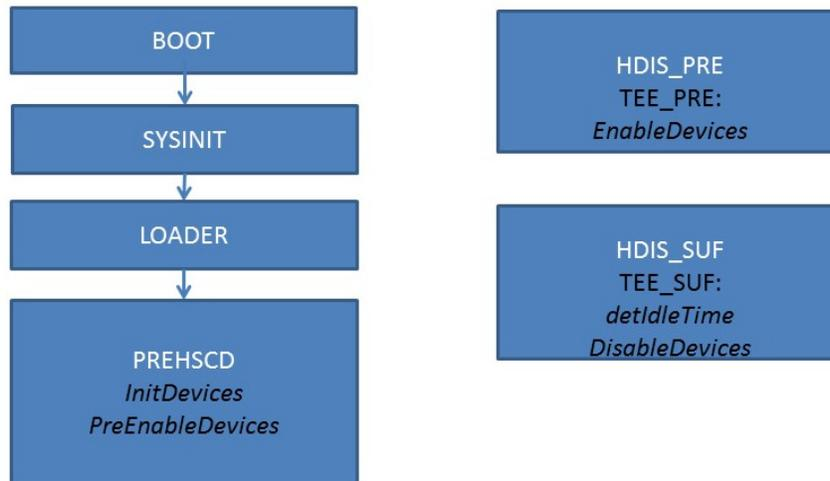 BOOT
SYSINIT
LOADER
PREHSCD
InitDevices
PreEnableDevices
HDIS_PRE
TEE_PRE:
EnableDevices
HDIS_SUF
TEE_SUF:
detIdleTime
DisableDevices